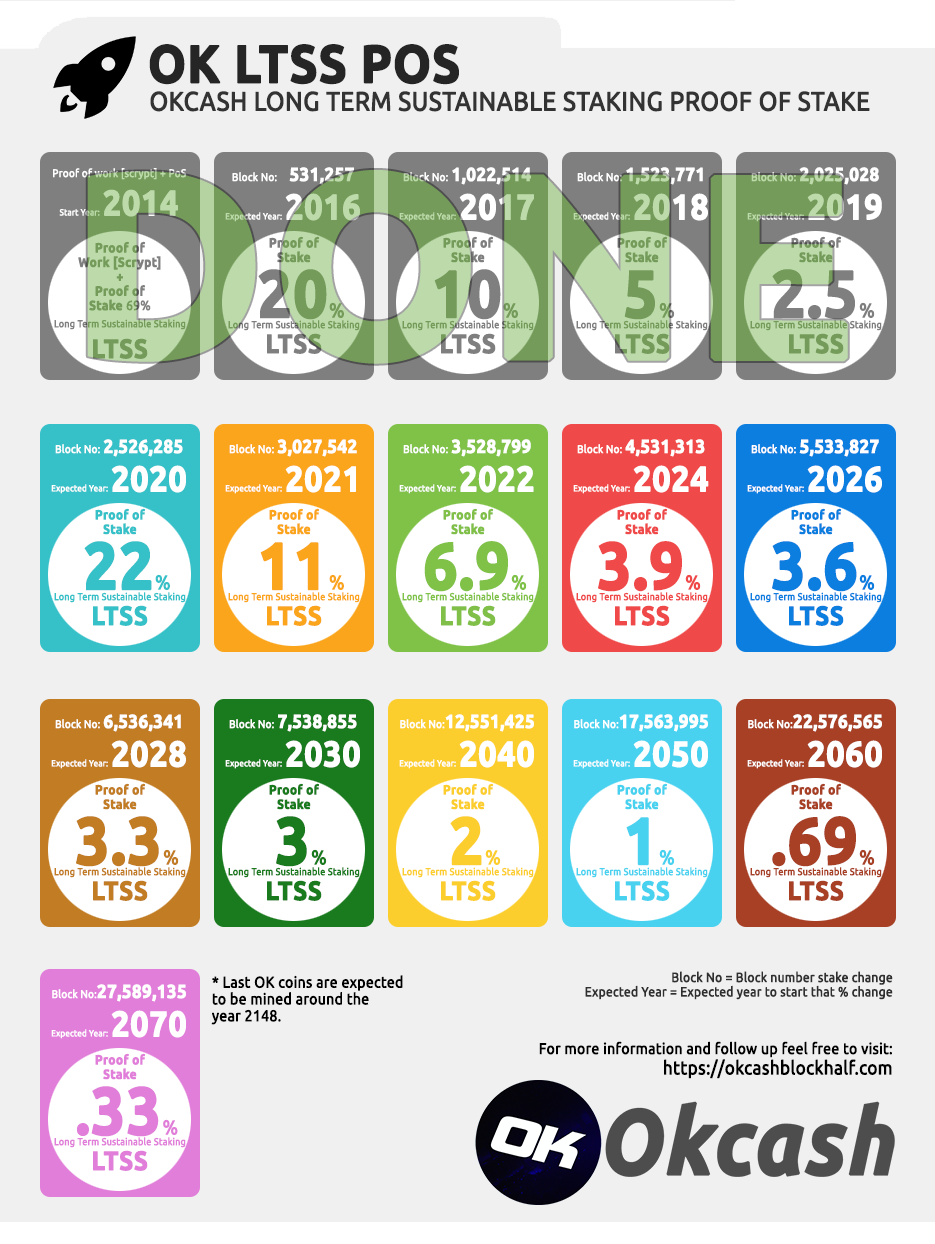 OK LTSS POS
OKCASH LONG TERM SUSTAINABLE STAKING PROOF OF STAKE
Proof of work [scrypt] + PoS
Start Year: 2014
Proof of
Work [Scrypt]
+
Proof of
Stake 69%
Long Term Sustainable Staking
LTSS
Block No: 531,257
Expected Year: 2016
Proof of
Stake
20 %
Long Term Sustainable Staking
LTSS
Block No: 1,022,514
Expected Year: 2017
Proof of
Stake
10 %
Long Term Sustainable Staking
LTSS
Block No: 1,523,771
Expected Year: 2018
Proof of
Stake
5 %
Long Term Sustainable Staking
LTSS
Block No: 2,025,028
Expected Year: 2019
Proof of
Stake
2.5 %
Long Term Sustainable Staking
LTSS
DONE
Block No: 2,526,285
Expected Year: 2020
Proof of
Stake
22 %
Long Term Sustainable Staking
LTSS
Block No: 3,027,542
Expected Year: 2021
Proof of
Stake
11 %
Long Term Sustainable Staking
LTSS
Block No: 3,528,799
Expected Year: 2022
Proof of
Stake
6.9 %
Long Term Sustainable Staking
LTSS
Block No: 4,531,313
Expected Year: 2024
Proof of
Stake
3.9 %
Long Term Sustainable Staking
LTSS
Block No: 5,533,827
Expected Year: 2026
Proof of
Stake
3.6 %
Long Term Sustainable Staking
LTSS
Block No: 6,536,341
Expected Year: 2028
Proof of
Stake
3.3 %
Long Term Sustainable Staking
LTSS
Block No: 7,538,855
Expected Year: 2030
Proof of
Stake
3 %
Long Term Sustainable Staking
LTSS
Block No:12,551,425
Expected Year: 2040
Proof of
Stake
2 %
Long Term Sustainable Staking
LTSS
Block No:17,563,995
Expected Year: 2050
Proof of
Stake
1 %
Long Term Sustainable Staking
LTSS
Block No:22,576,565
Expected Year: 2060
Proof of
Stake
.69 %
Long Term Sustainable Staking
LTSS
Block No:27,589,135
Expected Year: 2070
Proof of
Stake
.33 %
Long Term Sustainable Staking
LTSS
* Last OK coins are expected
to be mined around the
year 2148.
Block No = Block number stake change
Expected Year = Expected year to start that % change
For more information and follow up feel free to visit:
https://okcashblockhalf.com
OK Okcash